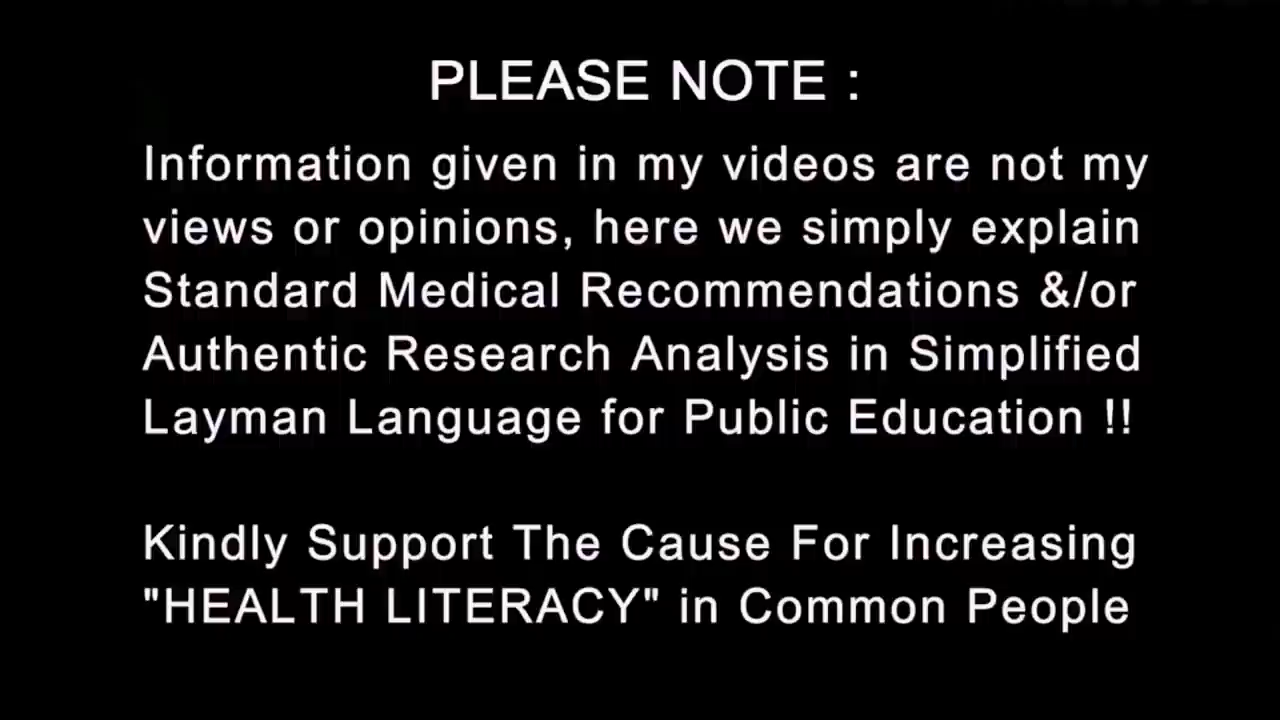 PLEASE NOTE :
Information given in my videos are not my
views or opinions, here we simply explain
Standard Medical Recommendations &/or
Authentic Research Analysis in Simplified
Layman Language for Public Education !!
Kindly Support The Cause For Increasing
"HEALTH LITERACY" in Common People